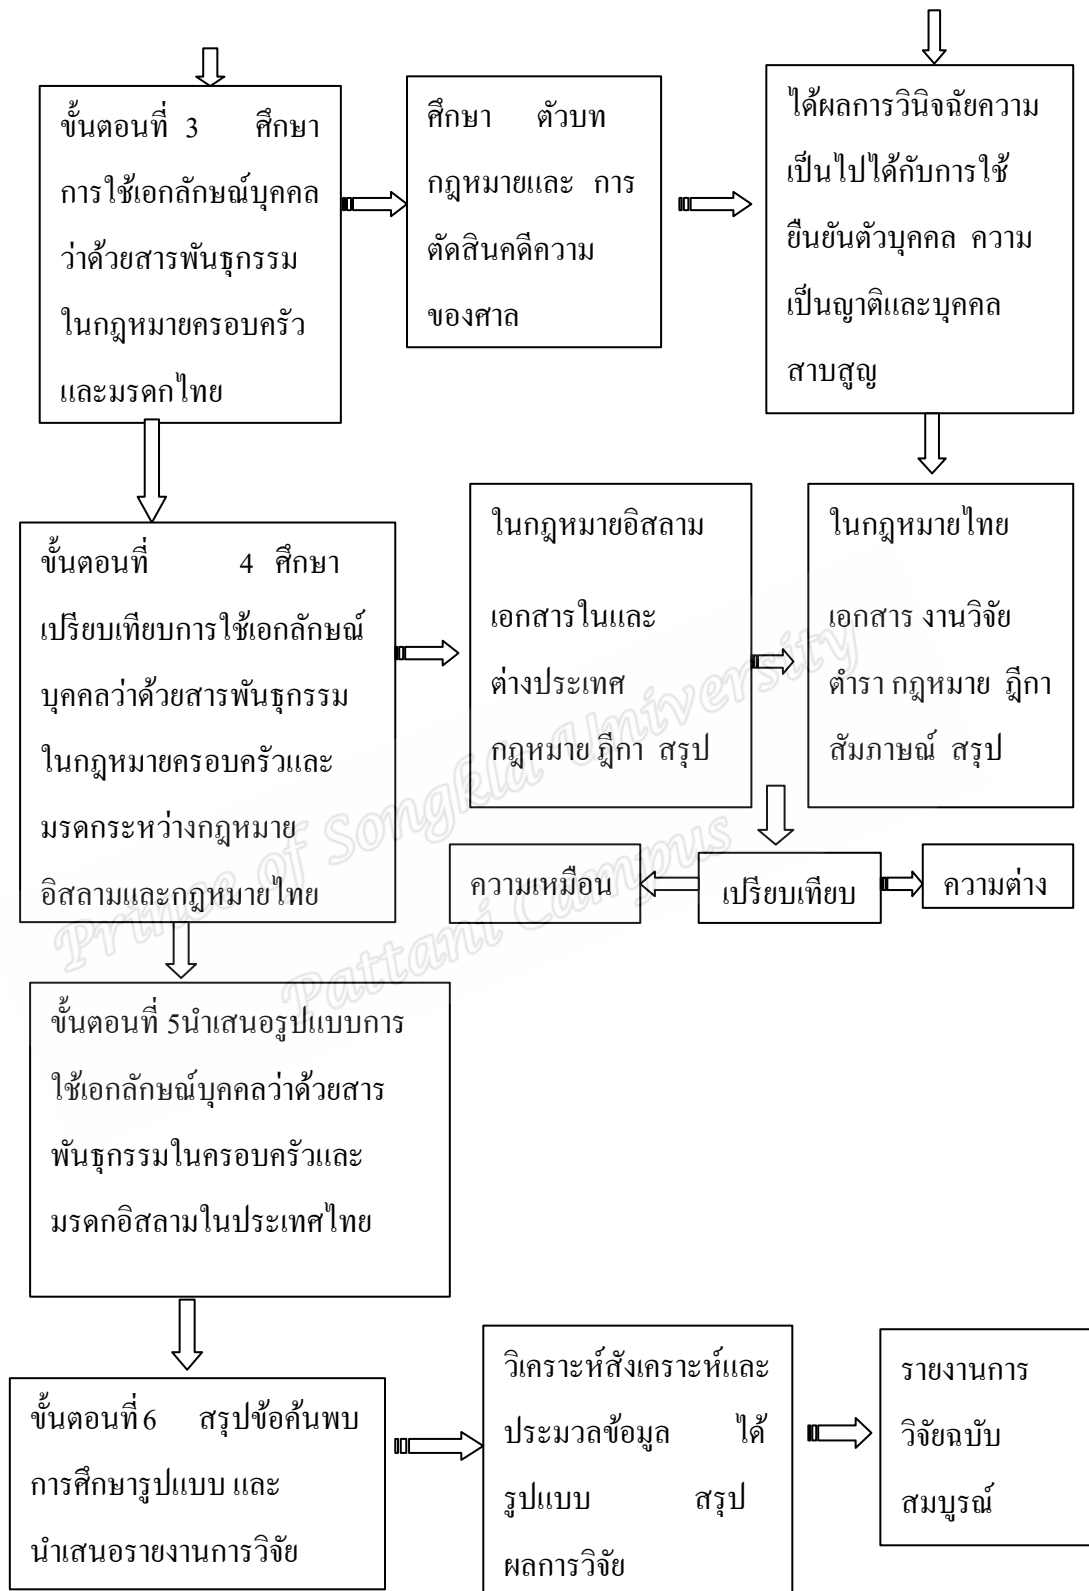 ขั้นตอนที่ 3 ศึกษา
การใช้เอกลักษณ์บุคคล
ว่าด้วยสารพันธุกรรม
ในกฎหมายครอบครัว
และมรดกไทย
ศึกษา ตัวบท
กฎหมายและ การ
ตัดสินคดีความ
ของศาล
ได้ผลการวินิจฉัยความ
เป็นไปได้กับการใช้
ยืนยันตัวบุคคล ความ
เป็นญาติและบุคคล
สาบสูญ
ขั้นตอนที่ 4 ศึกษา
เปรียบเทียบการใช้เอกลักษณ์
บุคคลว่าด้วยสารพันธุกรรม
ในกฎหมายครอบครัวและ
มรดกระหว่างกฎหมาย
อิสลามและกฎหมายไทย
ในกฎหมายอิสลาม
เอกสารในและ
ต่างประเทศ
กฎหมาย ฎีกา สรุป
ในกฎหมายไทย
เอกสาร งานวิจัย
ตำรา กฎหมาย ฎีกา
สัมภาษณ์ สรุป
ความเหมือน
เปรียบเทียบ
ความต่าง
ขั้นตอนที่ 5นำเสนอรูปแบบการ
ใช้เอกลักษณ์บุคคลว่าด้วยสาร
พันธุกรรมในครอบครัวและ
มรดกอิสลามในประเทศไทย
ขั้นตอนที่ 6 สรุปข้อค้นพบ
การศึกษารูปแบบ และ
นำเสนอรายงานการวิจัย
วิเคราะห์สังเคราะห์และ
ประมวลข้อมูล ได้
รูปแบบ สรุป
ผลการวิจัย
รายงานการ
วิจัยฉบับ
สมบูรณ์
Prince of Songkla University
Pattani Campus